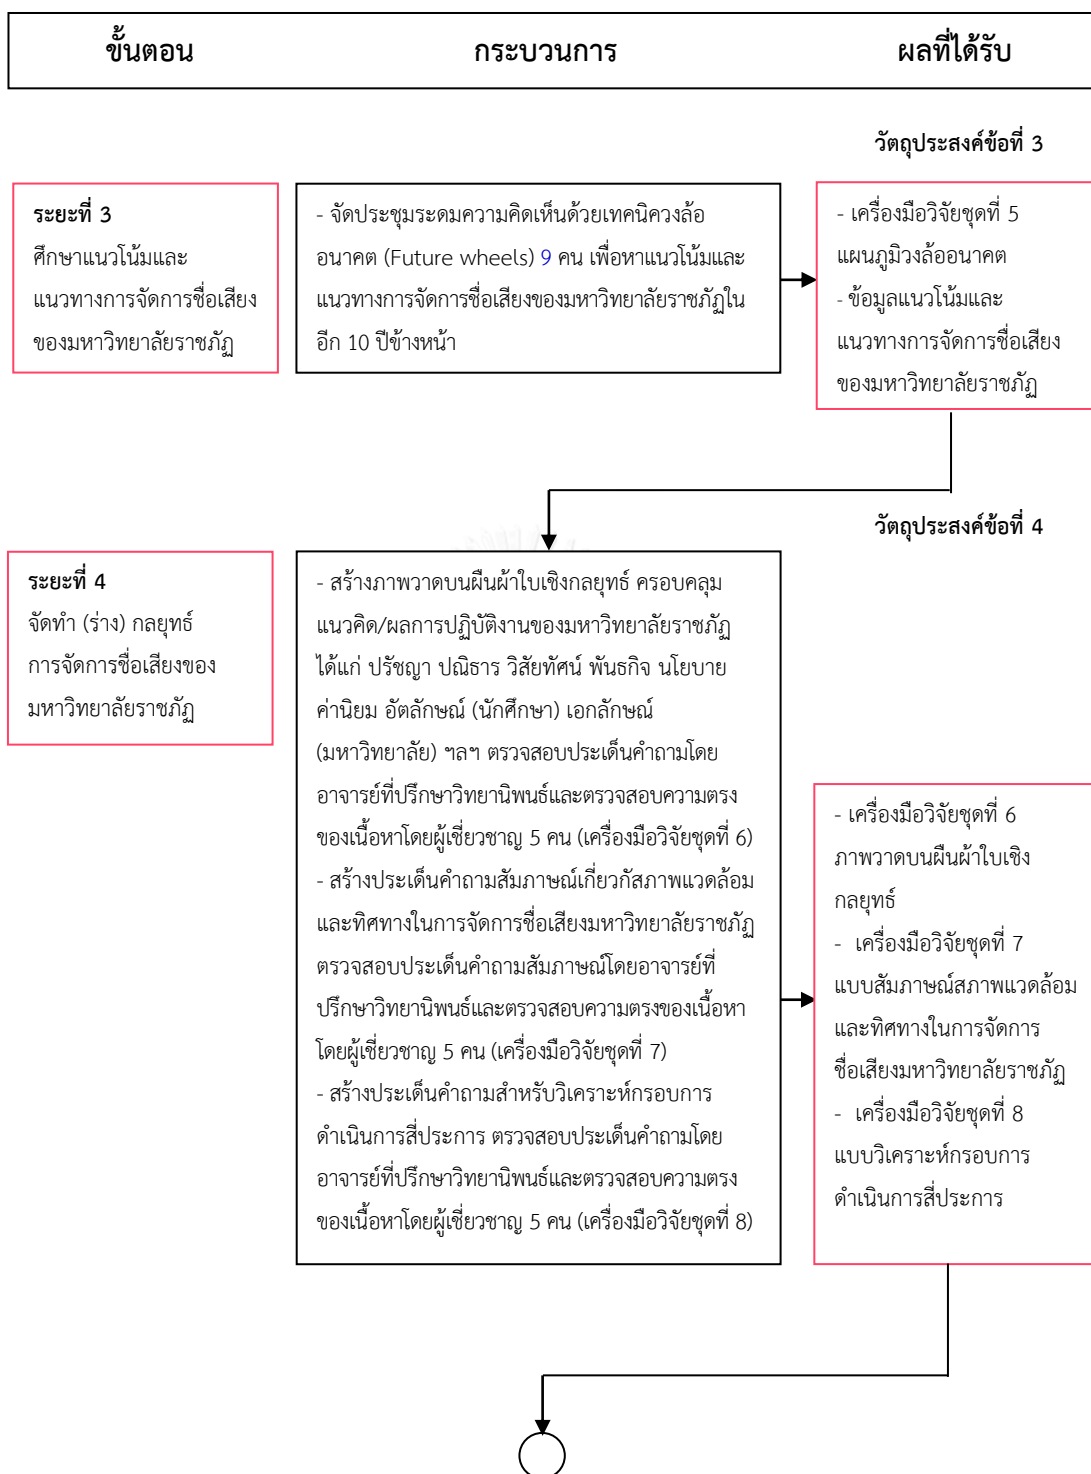 ขั้นตอน กระบวนการ ผลที่ได้รับ
วัตถุประสงค์ข้อที่ 3
ระยะที่ 3
ศึกษาแนวโน้มและ
แนวทางการจัดการชื่อเสียง
ของมหาวิทยาลัยราชภัฏ
- จัดประชุมระดมความคิดเห็นด้วยเทคนิควงล้อ
อนาคต (Future wheels) 9 คน เพื่อหาแนวโน้มและ
แนวทางการจัดการชื่อเสียงของมหาวิทยาลัยราชภัฏใน
อีก 10 ปีข้างหน้า
- เครื่องมือวิจัยชุดที่ 5
แผนภูมิวงล้ออนาคต
- ข้อมูลแนวโน้มและ
แนวทางการจัดการชื่อเสียง
ของมหาวิทยาลัยราชภัฏ
วัตถุประสงค์ข้อที่ 4
ระยะที่ 4
จัดทำ (ร่าง) กลยุทธ์
การจัดการชื่อเสียงของ
มหาวิทยาลัยราชภัฏ
- สร้างภาพวาดบนผืนผ้าใบเชิงกลยุทธ์ ครอบคลุม
แนวคิด/ผลการปฏิบัติงานของมหาวิทยาลัยราชภัฏ
ได้แก่ ปรัชญา ปณิธาร วิสัยทัศน์ พันธกิจ นโยบาย
ค่านิยม อัตลักษณ์ (นักศึกษา) เอกลักษณ์
(มหาวิทยาลัย) ฯลฯ ตรวจสอบประเด็นคำถามโดย
อาจารย์ที่ปรึกษาวิทยานิพนธ์และตรวจสอบความตรง
ของเนื้อหาโดยผู้เชี่ยวชาญ 5 คน (เครื่องมือวิจัยชุดที่ 6)
- สร้างประเด็นคำถามสัมภาษณ์เกี่ยวกัสภาพแวดล้อม
และทิศทางในการจัดการชื่อเสียงมหาวิทยาลัยราชภัฏ
ตรวจสอบประเด็นคำถามสัมภาษณ์โดยอาจารย์ที่
ปรึกษาวิทยานิพนธ์และตรวจสอบความตรงของเนื้อหา
โดยผู้เชี่ยวชาญ 5 คน (เครื่องมือวิจัยชุดที่ 7)
- สร้างประเด็นคำถามสำหรับวิเคราะห์กรอบการ
ดำเนินการสี่ประการ ตรวจสอบประเด็นคำถามโดย
อาจารย์ที่ปรึกษาวิทยานิพนธ์และตรวจสอบความตรง
ของเนื้อหาโดยผู้เชี่ยวชาญ 5 คน (เครื่องมือวิจัยชุดที่ 8)
- เครื่องมือวิจัยชุดที่ 6
ภาพวาดบนผืนผ้าใบเชิง
กลยุทธ์
- เครื่องมือวิจัยชุดที่ 7
แบบสัมภาษณ์สภาพแวดล้อม
และทิศทางในการจัดการ
ชื่อเสียงมหาวิทยาลัยราชภัฏ
- เครื่องมือวิจัยชุดที่ 8
แบบวิเคราะห์กรอบการ
ดำเนินการสี่ประการ